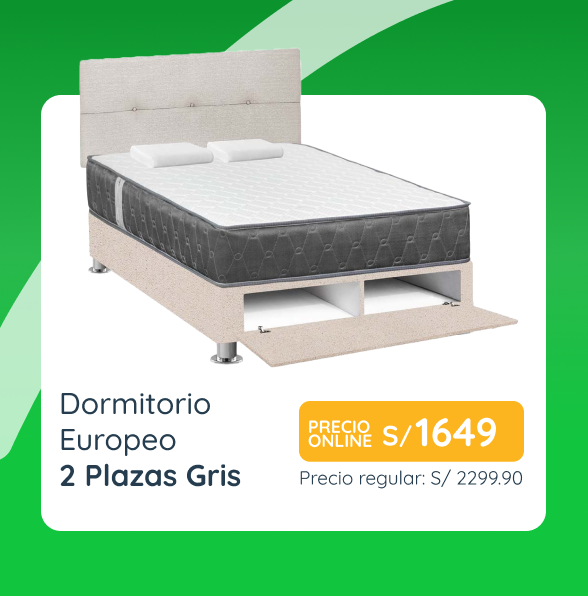 Dormitorio
Europeo
2 Plazas Gris
PRECIO
ONLINE
S/1649
Precio regular: S/ 2299.90